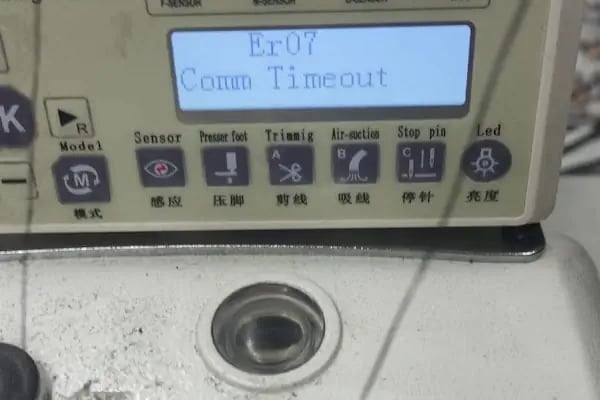 Er07
Comm Timeout
K
R
Model
Sensor
Presser foot
Trimmig
Air-suction
Stop pin
Led
M
A
B
C
模式
感应
压脚
剪线
吸线
停针
亮度